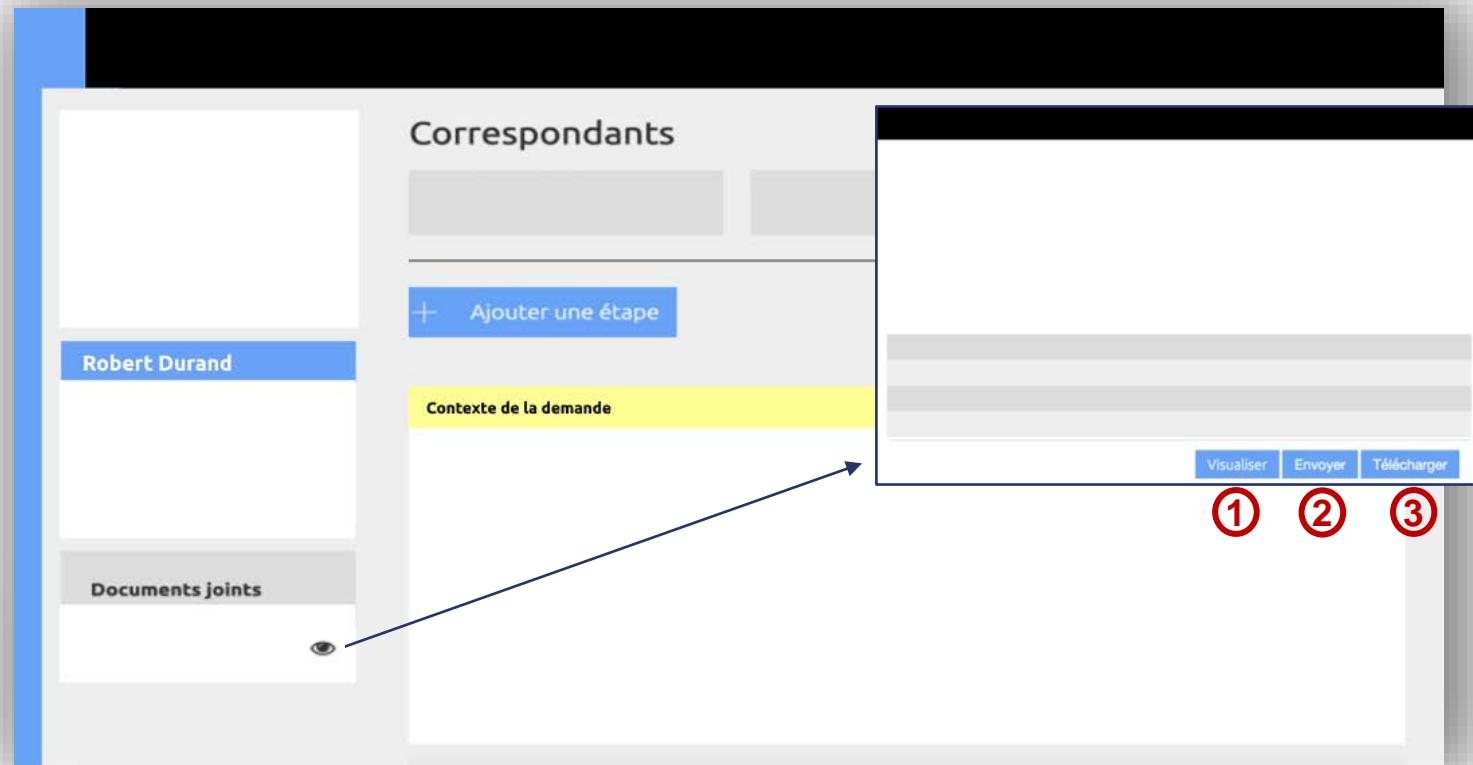 Correspondants
+ Ajouter une étape
Robert Durand
Contexte de la demande
Documents joints
Visualiser Envoyer Télécharger
1 2 3